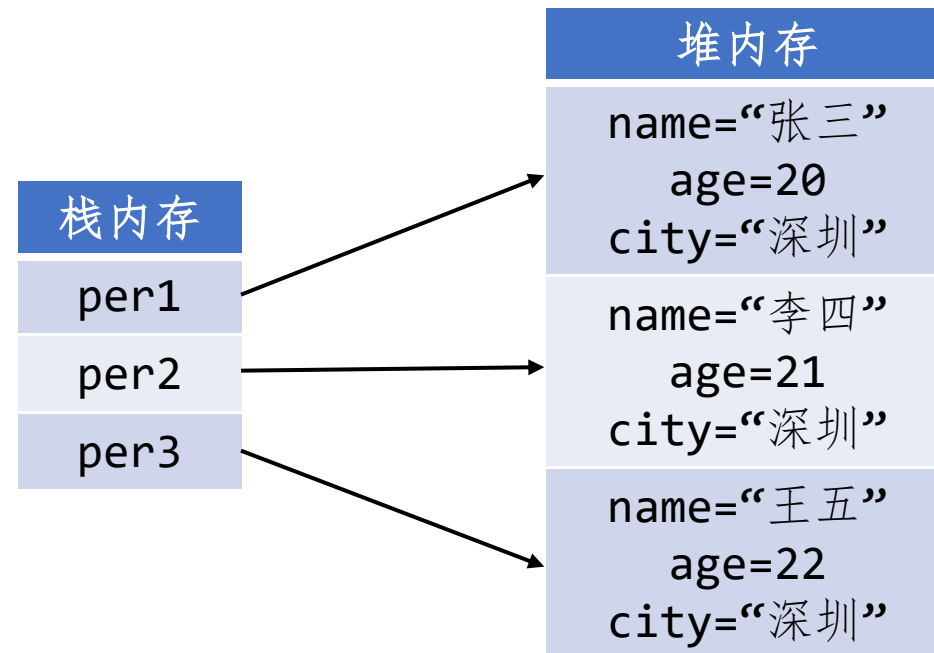 栈内存
per1
per2
per3
堆内存
name=“张三”
age=20
city=“深圳”
name=“李四”
age=21
city=“深圳”
name=“王五”
age=22
city=“深圳”